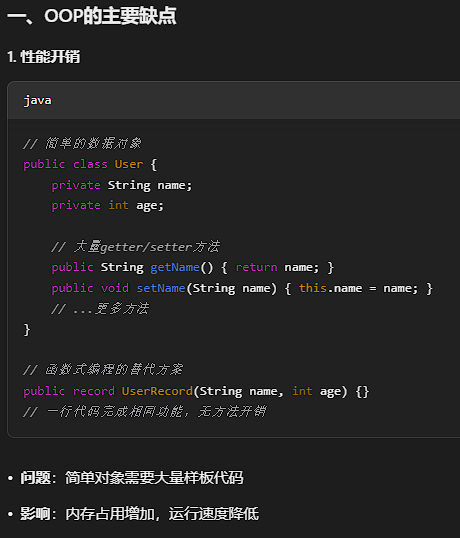 一、OOP的主要缺点
1. 性能开销
java
// 简单的数据对象
public class User {
    private String name;
    private int age;
    // 大量getter/setter方法
    public String getName() { return name; }
    public void setName(String name) { this.name = name; }
    // ...更多方法
}
// 函数式编程的替代方案
public record UserRecord(String name, int age) {}
// 一行代码完成相同功能，无方法开销
• 问题：简单对象需要大量样板代码
• 影响：内存占用增加，运行速度降低